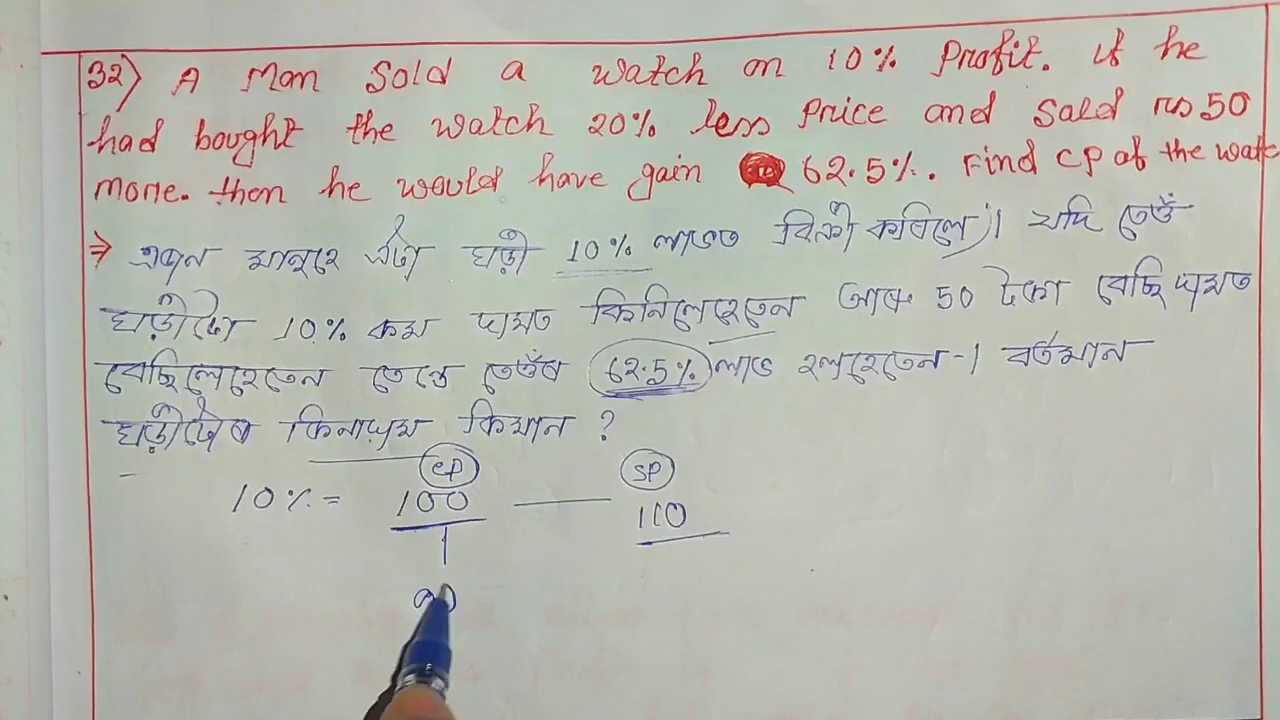 32) A Man Sold a watch on 10% Profit. if he
had bought the watch 20% less Price and Sold rs 50
more. then he would have gain 62.5%. Find CP of the watc
⇒ এজন মানুহে এটা ঘড়ী 10% লাভত বিক্ৰী কৰিলে। যদি তেওঁ
ঘড়ীটো 10% কম দামত কিনিলেহেতেন আৰু 50 টকা বেছি দামত
বেছিলেহেতেন তেন্তে তেওঁৰ 62.5% লাভ হলহেতেন। বৰ্তমান
ঘড়ীটোৰ কিনাদাম কিমান ?
CP SP
10% = 100 — 110